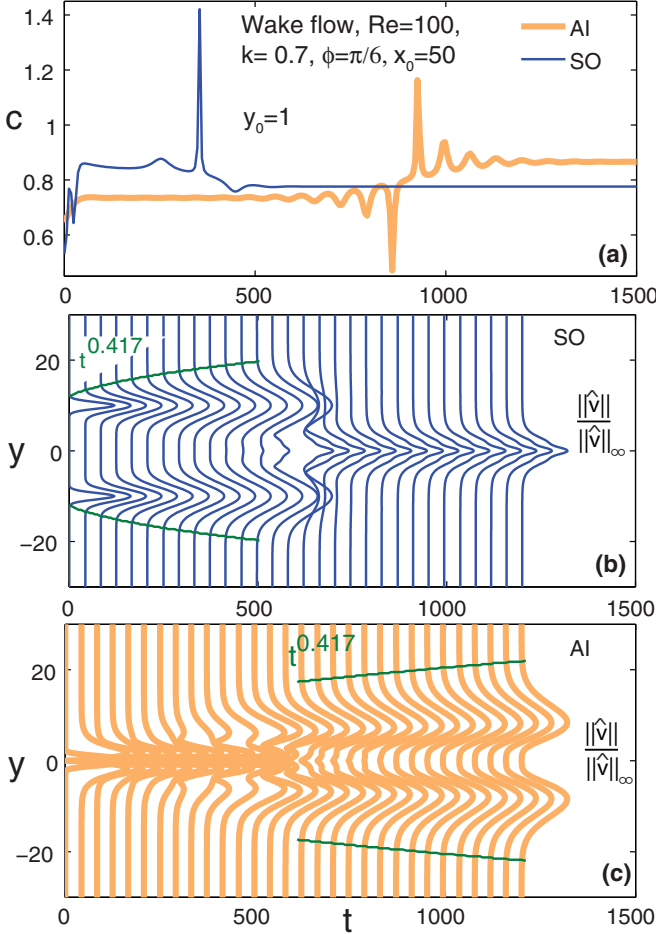 1.4
1.2
1
0.8
0.6
c
Wake flow, Re=100,
k= 0.7, ϕ=π/6, x₀=50
y₀=1
AI
SO
(a)
0 500 1000 1500
20
0
-20
y
t^0.417
SO
||v̂||
||v̂||∞
(b)
0 500 1000 1500
20
0
-20
y
t^0.417
AI
||v̂||
||v̂||∞
(c)
0 500 1000 1500
t